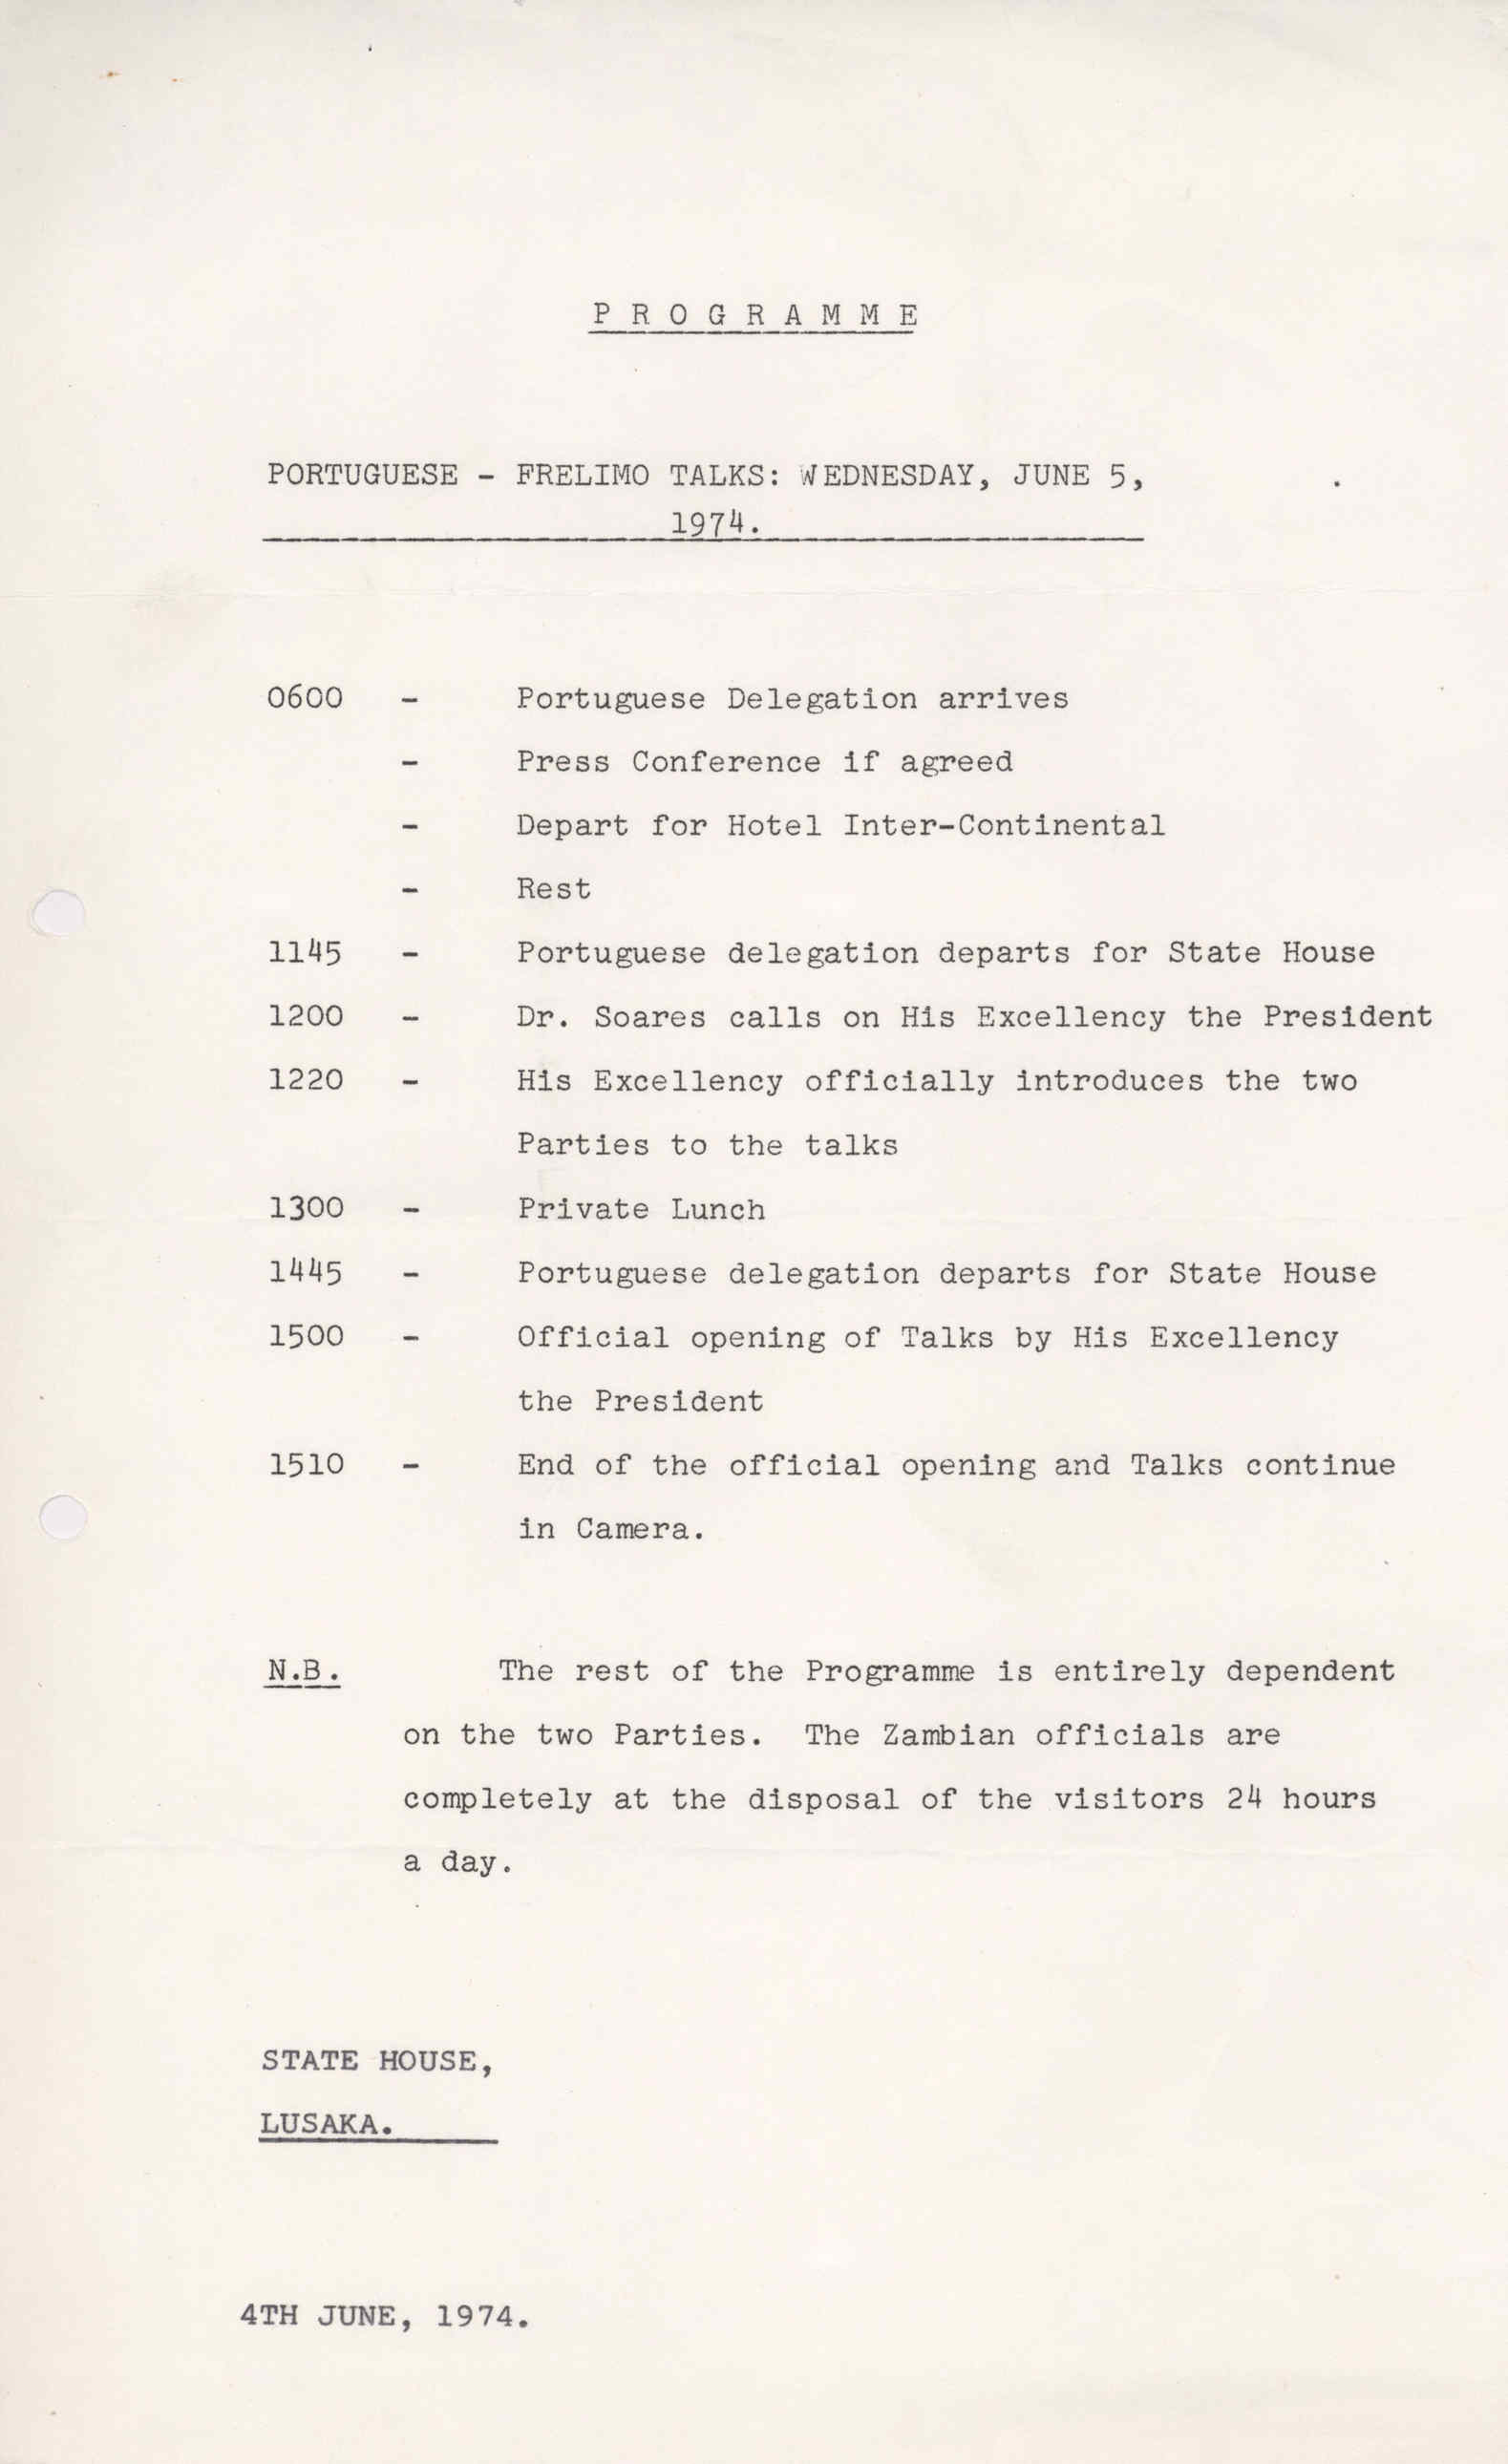 P R O G R A M M E
PORTUGUESE - FRELIMO TALKS: WEDNESDAY, JUNE 5,
1974.
0600 - Portuguese Delegation arrives
- Press Conference if agreed
- Depart for Hotel Inter-Continental
- Rest
1145 - Portuguese delegation departs for State House
1200 - Dr. Soares calls on His Excellency the President
1220 - His Excellency officially introduces the two
Parties to the talks
1300 - Private Lunch
1445 - Portuguese delegation departs for State House
1500 - Official opening of Talks by His Excellency
the President
1510 - End of the official opening and Talks continue
in Camera.
N.B. The rest of the Programme is entirely dependent
on the two Parties. The Zambian officials are
completely at the disposal of the visitors 24 hours
a day.
STATE HOUSE,
LUSAKA.
4TH JUNE, 1974.